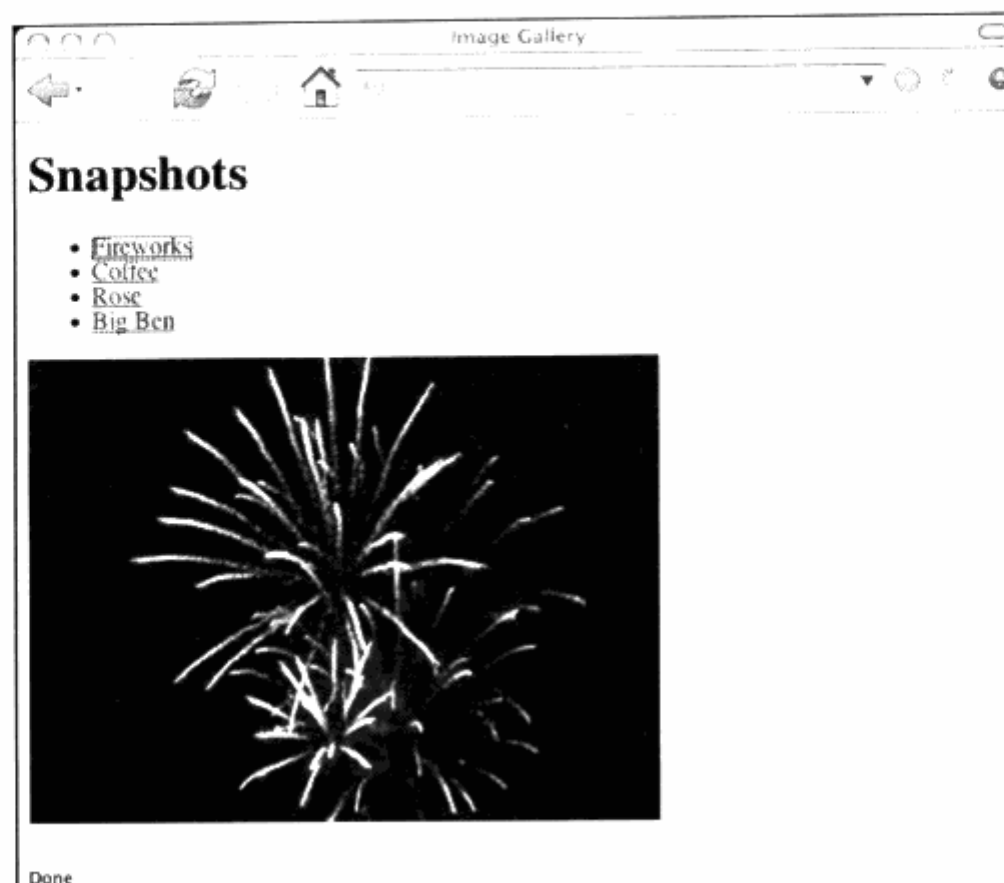 Image Gallery
Snapshots
Fireworks
Coffee
Rose
Big Ben
Done